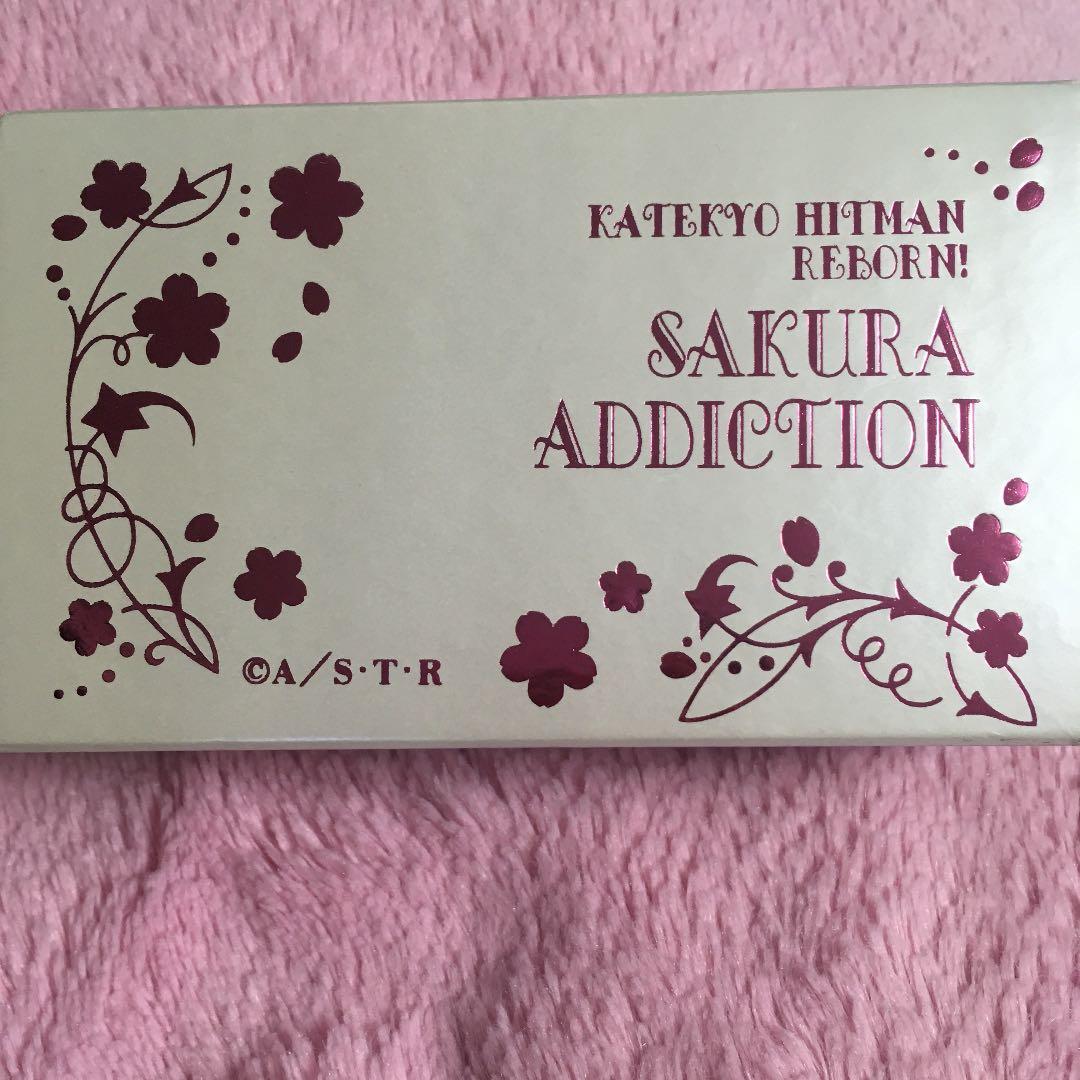 KATEKYO HITMAN
REBORN!
SAKURA
ADDICTION
©A/S·T·R